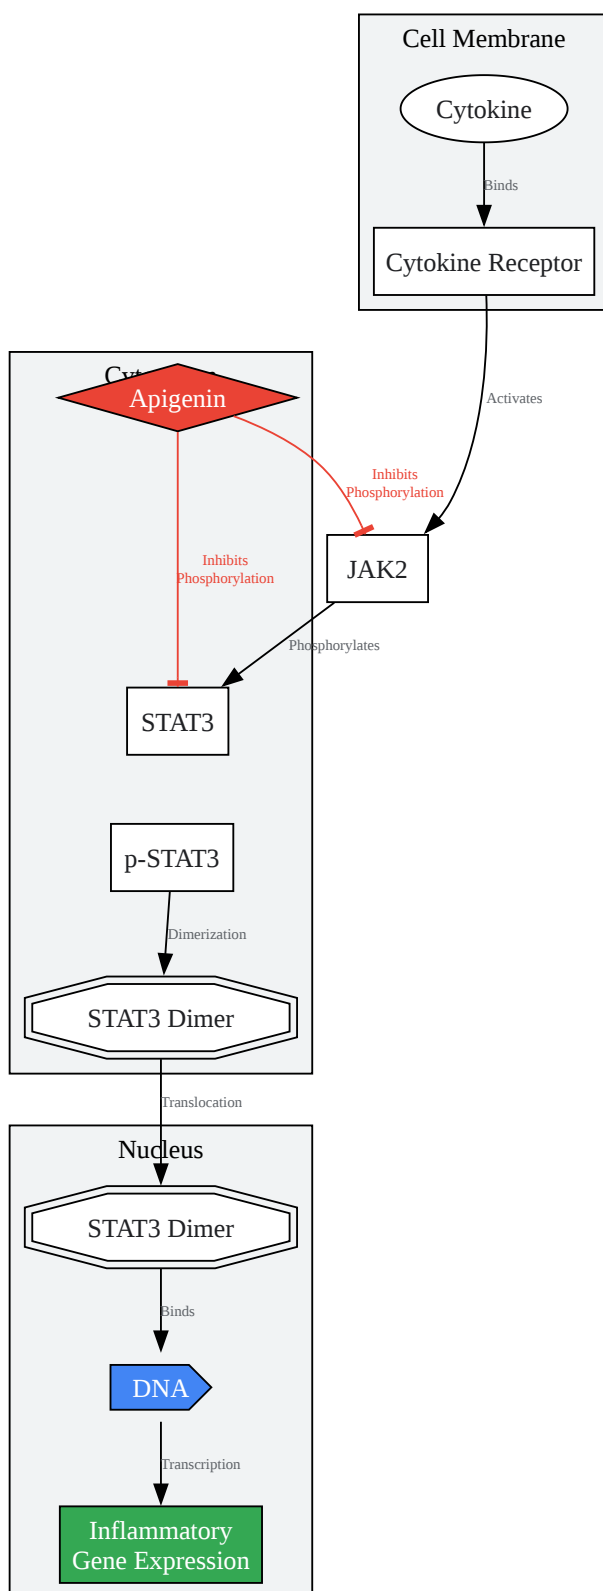 Cell Membrane
Cytokine
Binds
Cytokine Receptor
Activates
Apigenin
Inhibits
Phosphorylation
Inhibits
Phosphorylation
JAK2
Phosphorylates
STAT3
p-STAT3
Dimerization
STAT3 Dimer
Translocation
Nucleus
STAT3 Dimer
Binds
DNA
Transcription
Inflammatory
Gene Expression